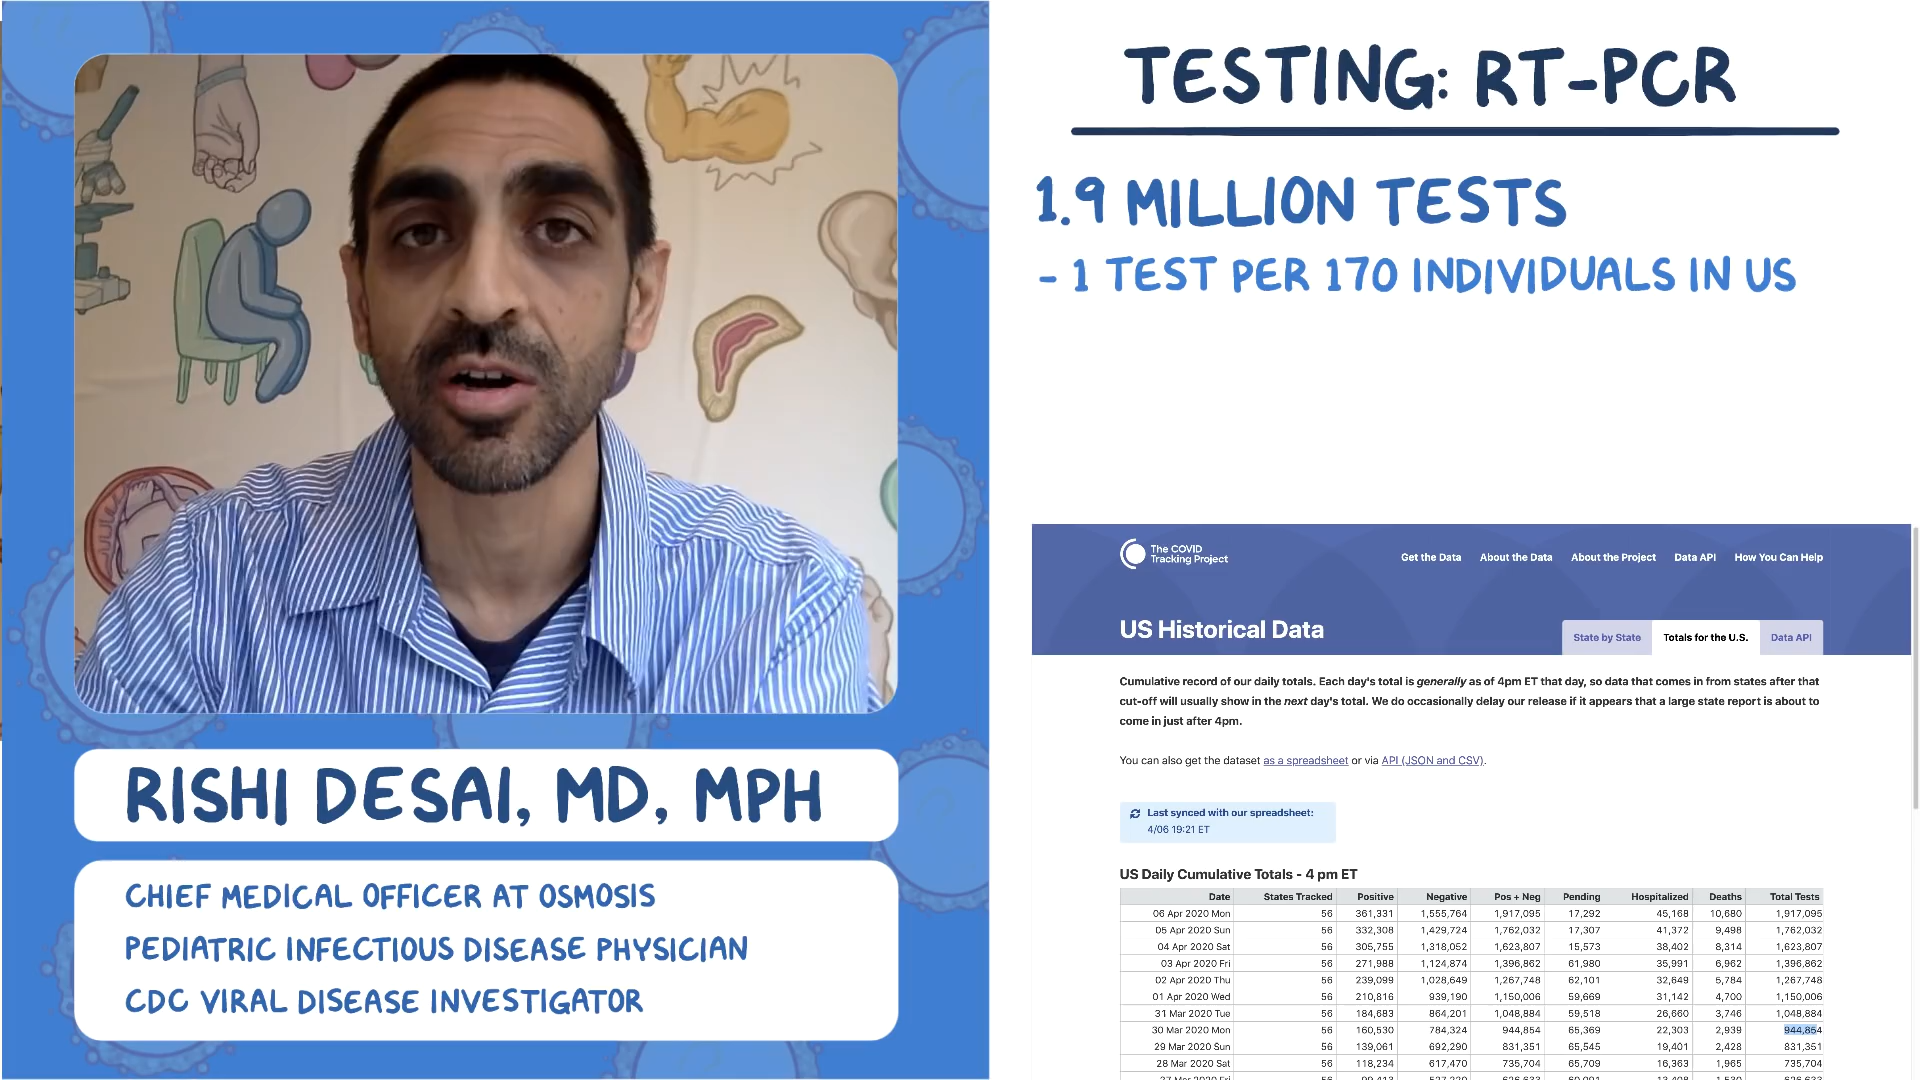 RISHI DESAI, MD, MPH
CHIEF MEDICAL OFFICER AT OSMOSIS
PEDIATRIC INFECTIOUS DISEASE PHYSICIAN
CDC VIRAL DISEASE INVESTIGATOR
TESTING: RT-PCR
1.9 MILLION TESTS
- 1 TEST PER 170 INDIVIDUALS IN US
The COVID
Tracking Project
Get the Data About the Data About the Project Data API How You Can Help
US Historical Data
State by State Totals for the U.S. Data API
Cumulative record of our daily totals. Each day's total is generally as of 4pm ET that day, so data that comes in from states after that
cut-off will usually show in the next day's total. We do occasionally delay our release if it appears that a large state report is about to
come in just after 4pm.
You can also get the dataset as a spreadsheet or via API (JSON and CSV).
Last synced with our spreadsheet:
4/06 19:21 ET
US Daily Cumulative Totals - 4 pm ET
Date States Tracked Positive Negative Pos + Neg Pending Hospitalized Deaths Total Tests
06 Apr 2020 Mon 56 361,331 1,555,764 1,917,095 17,292 45,168 10,680 1,917,095
05 Apr 2020 Sun 56 332,308 1,429,724 1,762,032 17,307 41,372 9,498 1,762,032
04 Apr 2020 Sat 56 305,755 1,318,052 1,623,807 15,573 38,402 8,314 1,623,807
03 Apr 2020 Fri 56 271,988 1,124,874 1,396,862 61,980 35,991 6,962 1,396,862
02 Apr 2020 Thu 56 239,099 1,028,649 1,267,748 62,101 32,649 5,784 1,267,748
01 Apr 2020 Wed 56 210,816 939,190 1,150,006 59,669 31,142 4,700 1,150,006
31 Mar 2020 Tue 56 184,683 864,201 1,048,884 59,518 26,660 3,746 1,048,884
30 Mar 2020 Mon 56 160,530 784,324 944,854 65,369 22,303 2,939 944,854
29 Mar 2020 Sun 56 139,061 692,290 831,351 65,545 19,401 2,428 831,351
28 Mar 2020 Sat 56 118,234 617,470 735,704 65,709 16,363 1,965 735,704